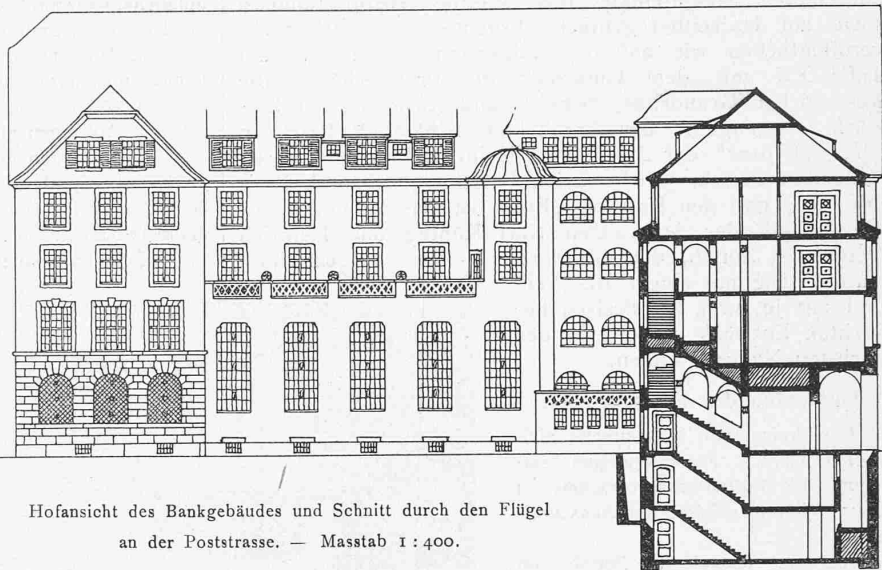 Hofansicht des Bankgebäudes und Schnitt durch den Flügel
an der Poststrasse. — Masstab 1 : 400.